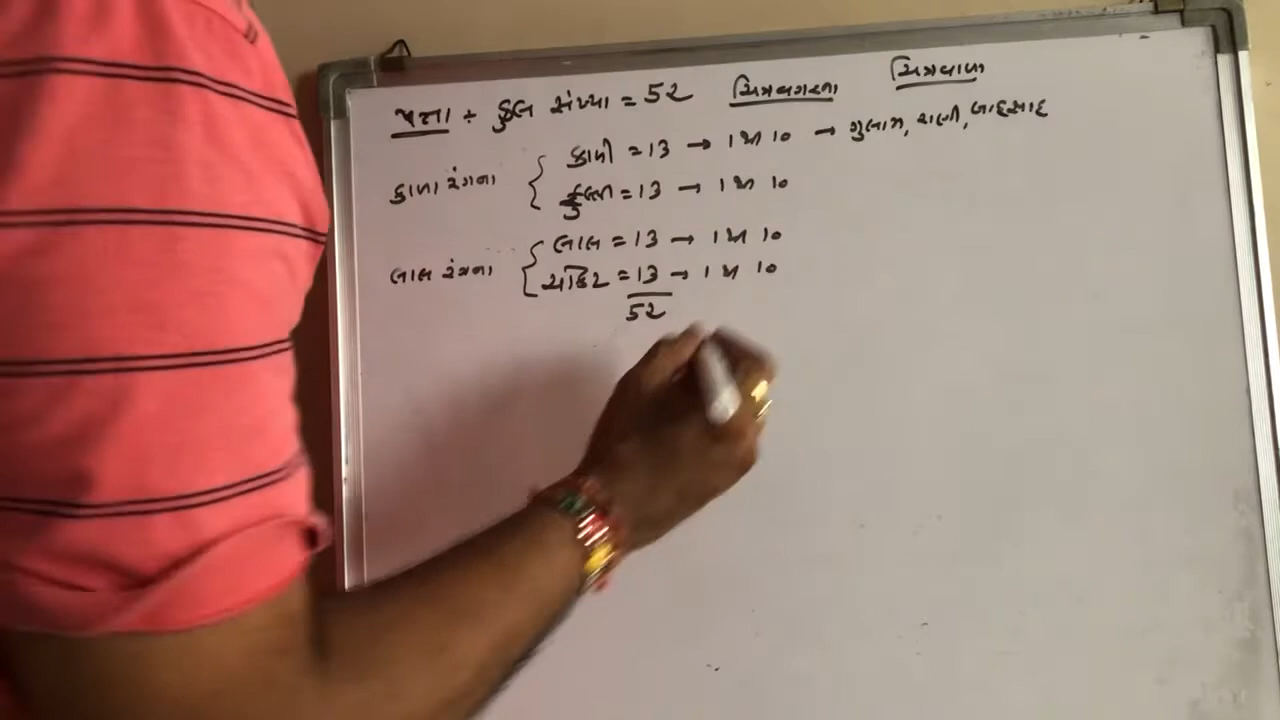 પત્તા ÷ કુલ સંખ્યા = 52 ચિત્રવગરના ચિત્રવાળા
કાળા રંગના { કાળી = 13 → 1 થી 10 → ગુલામ, રાણી, બાદસાહ
ફુલ્લી = 13 → 1 થી 10
લાલ રંગના { લાલ = 13 → 1 થી 10
ચોકટ = 13 → 1 થી 10
52